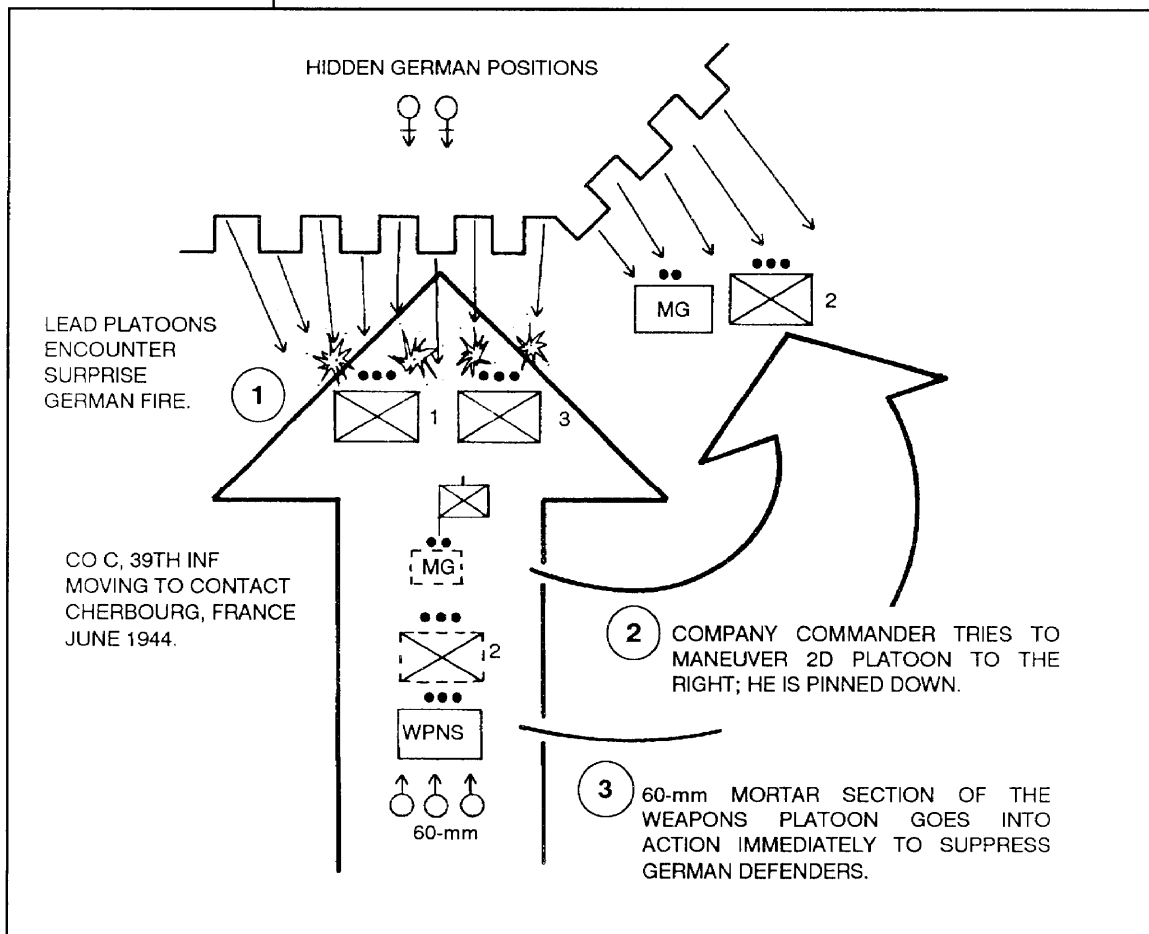 HIDDEN GERMAN POSITIONS
MG
2
LEAD PLATOONS
ENCOUNTER
SURPRISE
GERMAN FIRE.
1
1
3
CO C, 39TH INF
MOVING TO CONTACT
CHERBOURG, FRANCE
JUNE 1944.
MG
2
WPNS
60-mm
2
COMPANY COMMANDER TRIES TO
MANEUVER 2D PLATOON TO THE
RIGHT; HE IS PINNED DOWN.
3
60-mm MORTAR SECTION OF THE
WEAPONS PLATOON GOES INTO
ACTION IMMEDIATELY TO SUPPRESS
GERMAN DEFENDERS.